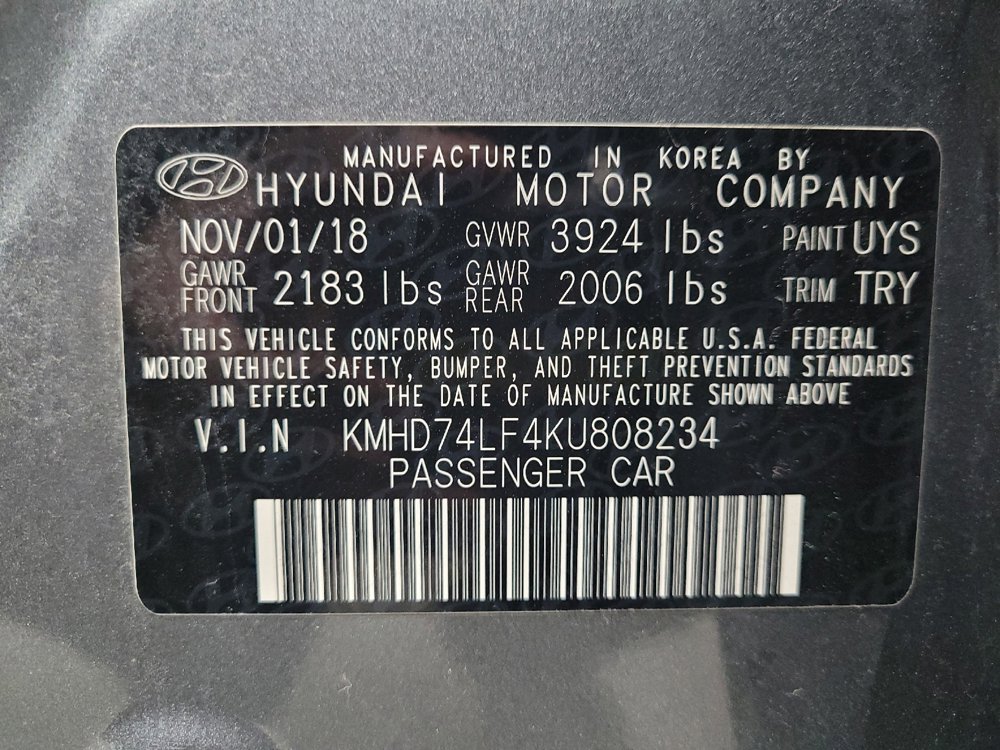 MANUFACTURED IN KOREA BY
HYUNDAI MOTOR COMPANY
NOV/01/18 GVWR 3924 lbs PAINT UYS
GAWR FRONT 2183 lbs GAWR REAR 2006 lbs TRIM TRY
THIS VEHICLE CONFORMS TO ALL APPLICABLE U.S.A. FEDERAL
MOTOR VEHICLE SAFETY, BUMPER, AND THEFT PREVENTION STANDARDS
IN EFFECT ON THE DATE OF MANUFACTURE SHOWN ABOVE
V.I.N KMHD74LF4KU808234
PASSENGER CAR